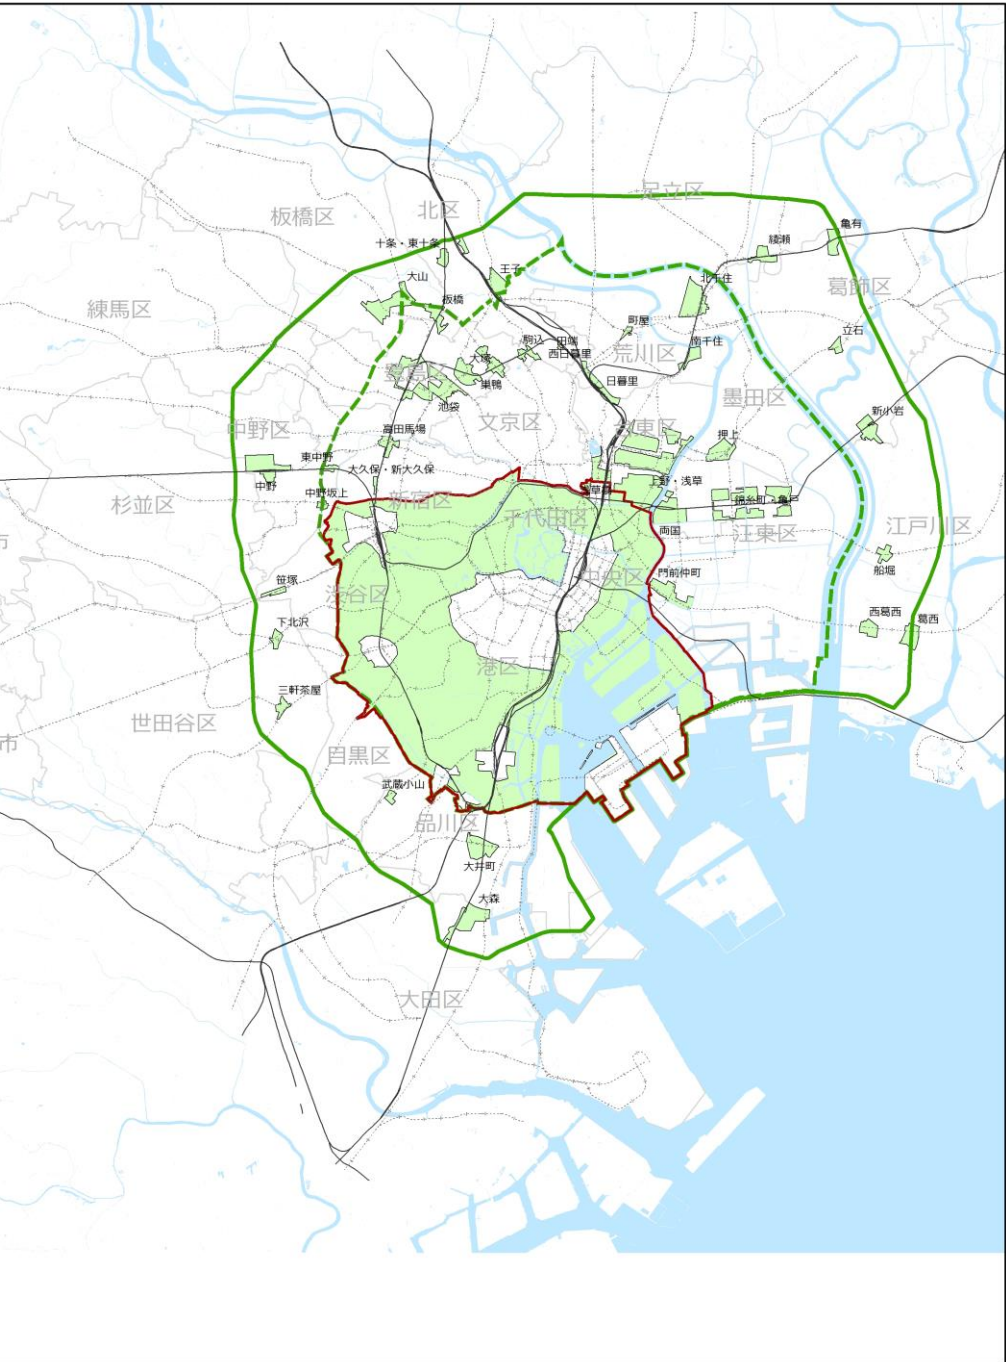 足立区
板橋区
北区
亀有
綾瀬
十条・東十条
王子
大山
北千住
葛飾区
板橋
練馬区
町屋
立石
駒込
田端
西日暮里
荒川区
南千住
大塚
豊島区
巣鴨
日暮里
墨田区
池袋
新小岩
文京区
台東区
中野区
高田馬場
押上
東中野
大久保・新大久保
上野・浅草
中野
中野坂上
新宿区
錦糸町・亀戸
杉並区
千代田区
両国
江東区
江戸川区
市
船堀
門前仲町
中央区
笹塚
渋谷区
西葛西
葛西
下北沢
港区
三軒茶屋
世田谷区
市
目黒区
武蔵小山
品川区
大井町
大森
大田区